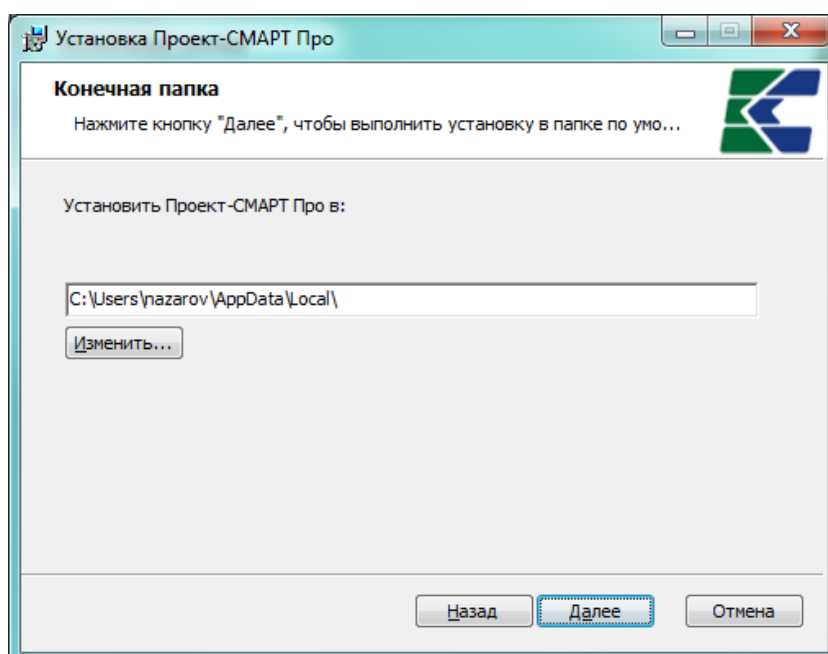 Установка Проект-СМАРТ Про
Конечная папка
Нажмите кнопку "Далее", чтобы выполнить установку в папке по умо...
Установить Проект-СМАРТ Про в:
C:\Users\nazarov\AppData\Local\
Изменить...
Назад Далее Отмена